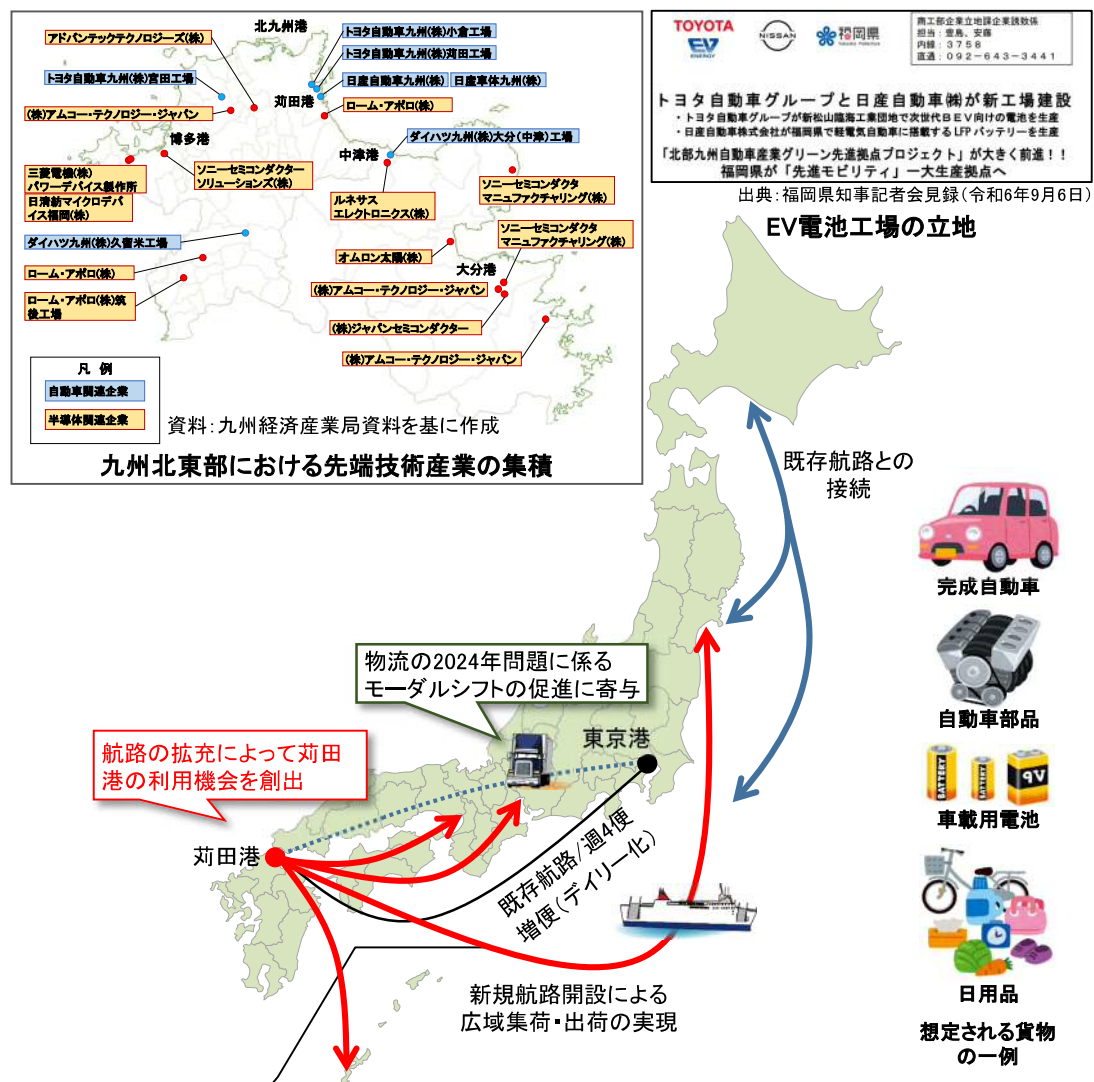 北九州港
アドバンテックテクノロジーズ(株)
トヨタ自動車九州(株)小倉工場
トヨタ自動車九州(株)苅田工場
トヨタ自動車九州(株)宮田工場
日産自動車九州(株)
日産車体九州(株)
苅田港
(株)アムコー・テクノロジー・ジャパン
ローム・アポロ(株)
ダイハツ九州(株)大分(中津)工場
博多港
中津港
三菱電機(株)
パワーデバイス製作所
日清紡マイクロデバ
イス福岡(株)
ソニーセミコンダクター
ソリューションズ(株)
ルネサス
エレクトロニクス(株)
ソニーセミコンダクタ
マニュファクチャリング(株)
ダイハツ九州(株)久留米工場
ソニーセミコンダクタ
マニュファクチャリング(株)
オムロン太陽(株)
ローム・アポロ(株)
大分港
(株)アムコー・テクノロジー・ジャパン
ローム・アポロ(株)筑
後工場
(株)ジャパンセミコンダクター
(株)アムコー・テクノロジー・ジャパン
凡 例
自動車関連企業
半導体関連企業
資料:九州経済産業局資料を基に作成
九州北東部における先端技術産業の集積
TOYOTA
EV
ENERGY
NISSAN
福岡県
商工部企業立地課企業誘致係
担当:豊島、安藤
内線:3758
直通:092-643-3441
トヨタ自動車グループと日産自動車㈱が新工場建設
・トヨタ自動車グループが新松山臨海工業団地で次世代BEV向けの電池を生産
・日産自動車株式会社が福岡県で軽電気自動車に搭載するLFPバッテリーを生産
「北部九州自動車産業グリーン先進拠点プロジェクト」が大きく前進!!
福岡県が「先進モビリティ」一大生産拠点へ
出典:福岡県知事記者会見録(令和6年9月6日)
EV電池工場の立地
既存航路との
接続
完成自動車
物流の2024年問題に係る
モーダルシフトの促進に寄与
自動車部品
東京港
航路の拡充によって苅田
港の利用機会を創出
BATTERY
BATTERY
9V
車載用電池
苅田港
既存航路/週4便
増便(デイリー化)
新規航路開設による
広域集荷・出荷の実現
日用品
想定される貨物
の一例